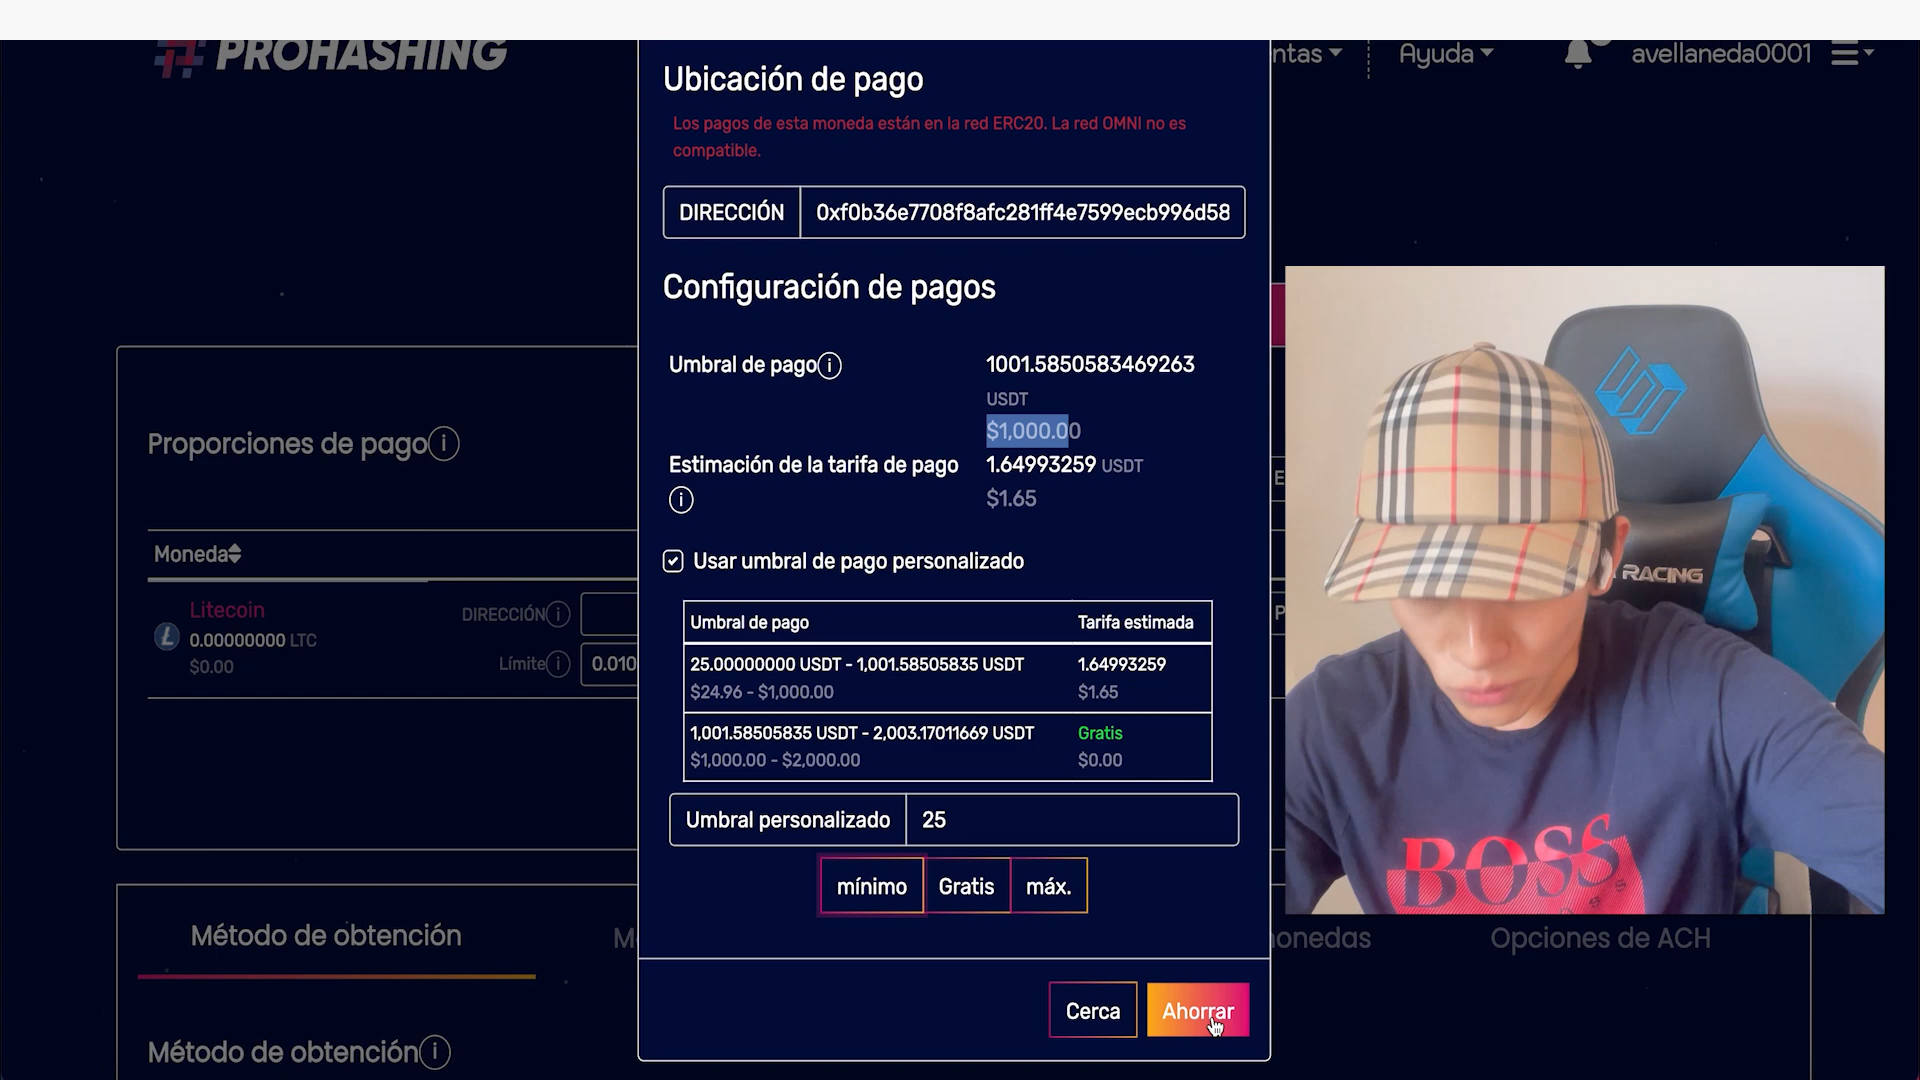 PROHASHING
ntas
Ayuda
avellaneda0001
Ubicación de pago
Los pagos de esta moneda están en la red ERC20. La red OMNI no es
compatible.
DIRECCIÓN 0xf0b36e7708f8afc281ff4e7599ecb996d58
Configuración de pagos
Umbral de pago 1001.5850583469263
USDT
$1,000.00
Estimación de la tarifa de pago 1.64993259 USDT
$1.65
Usar umbral de pago personalizado
Umbral de pago Tarifa estimada
25.00000000 USDT - 1,001.58505835 USDT 1.64993259
$24.96 - $1,000.00 $1.65
1,001.58505835 USDT - 2,003.17011669 USDT Gratis
$1,000.00 - $2,000.00 $0.00
Umbral personalizado 25
mínimo Gratis máx.
Cerca Ahorrar
Proporciones de pago
Moneda
Litecoin
0.00000000 LTC
$0.00
DIRECCIÓN
Límite 0.010
E
P
Método de obtención
M
onedas
Opciones de ACH
Método de obtención
RACING
BOSS